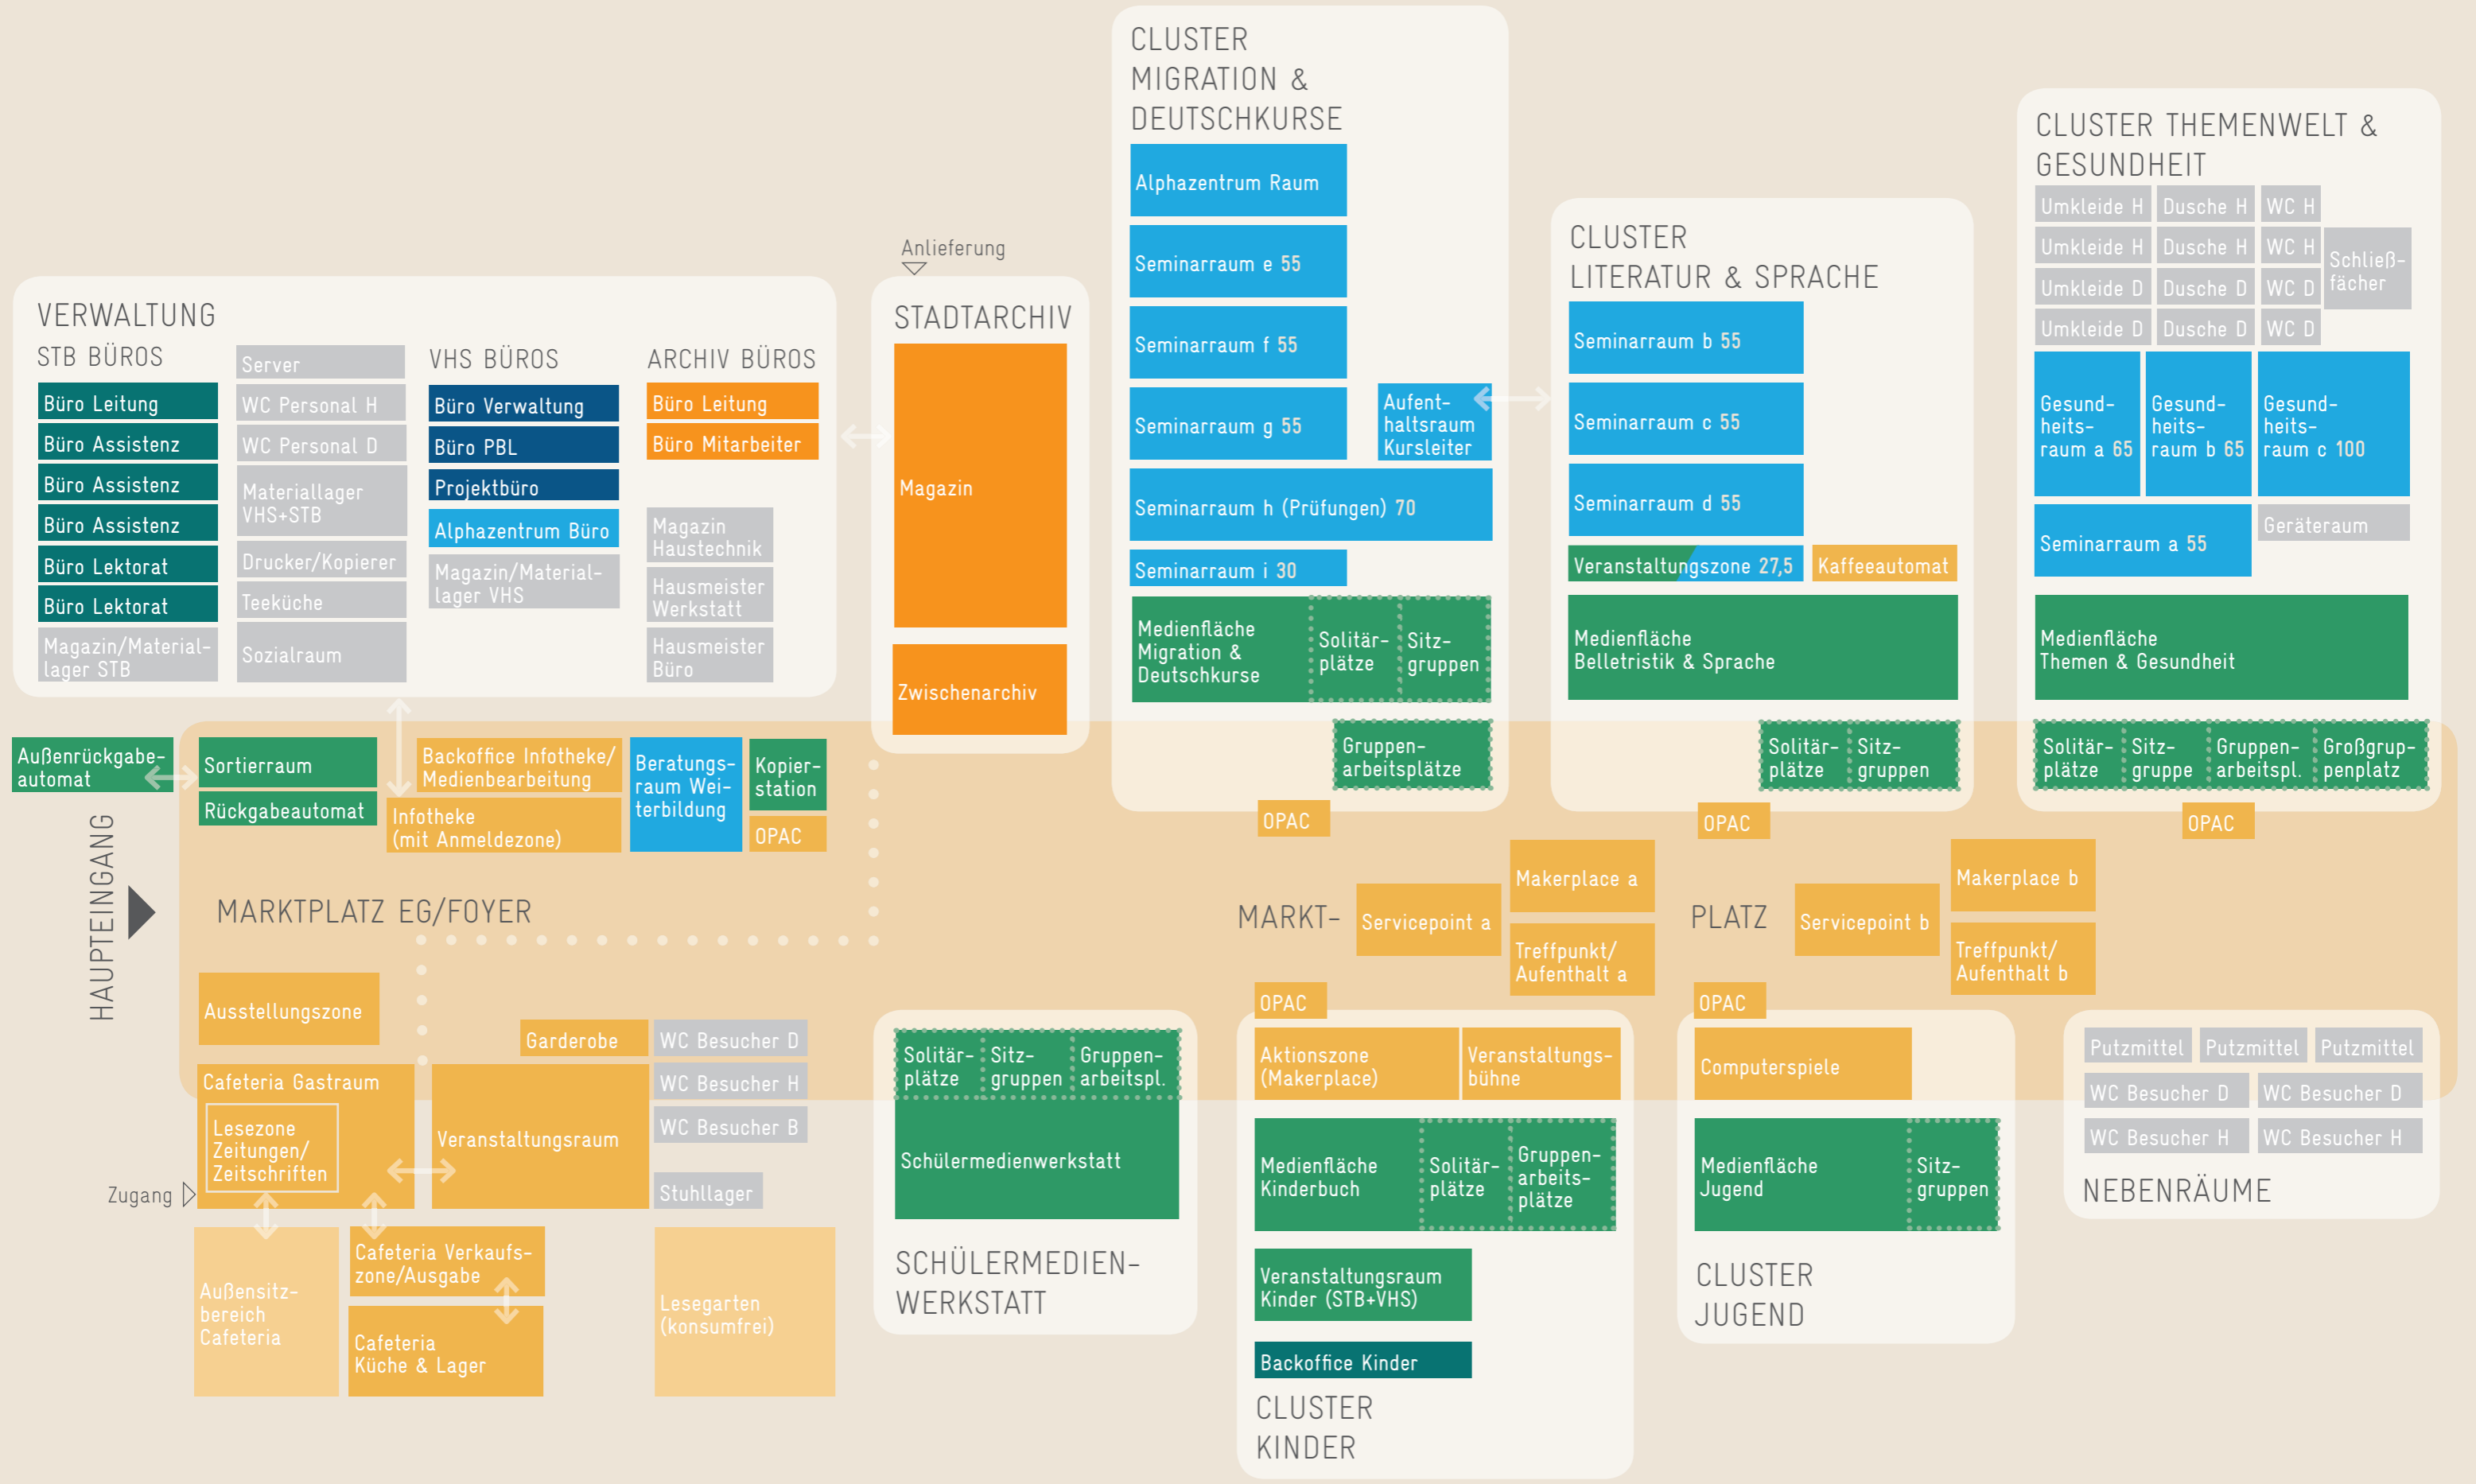 VERWALTUNG
STB BÜROS
Büro Leitung
Büro Assistenz
Büro Assistenz
Büro Assistenz
Büro Lektorat
Büro Lektorat
Magazin/Material-
lager STB
Server
WC Personal H
WC Personal D
Materiallager
VHS+STB
Drucker/Kopierer
Teeküche
Sozialraum
VHS BÜROS
Büro Verwaltung
Büro PBL
Projektbüro
Alphazentrum Büro
Magazin/Material-
lager VHS
ARCHIV BÜROS
Büro Leitung
Büro Mitarbeiter
Magazin
Haustechnik
Hausmeister
Werkstatt
Hausmeister
Büro
Anlieferung
STADTARCHIV
Magazin
Zwischenarchiv
CLUSTER
MIGRATION &
DEUTSCHKURSE
Alphazentrum Raum
Seminarraum e 55
Seminarraum f 55
Seminarraum g 55
Aufent-
haltsraum
Kursleiter
Seminarraum h (Prüfungen) 70
Seminarraum i 30
Medienfläche
Migration &
Deutschkurse
Solitär-
plätze
Sitz-
gruppen
Gruppen-
arbeitsplätze
OPAC
CLUSTER
LITERATUR & SPRACHE
Seminarraum b 55
Seminarraum c 55
Seminarraum d 55
Veranstaltungszone 27,5
Kaffeeautomat
Medienfläche
Belletristik & Sprache
Solitär-
plätze
Sitz-
gruppen
OPAC
CLUSTER THEMENWELT &
GESUNDHEIT
Umkleide H
Dusche H
WC H
Umkleide H
Dusche H
WC H
Umkleide D
Dusche D
WC D
Umkleide D
Dusche D
WC D
Schließ-
fächer
Gesund-
heits-
raum a 65
Gesund-
heits-
raum b 65
Gesund-
heits-
raum c 100
Seminarraum a 55
Geräteraum
Medienfläche
Themen & Gesundheit
Solitär-
plätze
Sitz-
gruppe
Gruppen-
arbeitspl.
Großgrup-
penplatz
OPAC
Außenrückgabe-
automat
Sortierraum
Rückgabeautomat
Backoffice Infotheke/
Medienbearbeitung
Infotheke
(mit Anmeldezone)
Beratungs-
raum Wei-
terbildung
Kopier-
station
OPAC
HAUPTEINGANG
MARKTPLATZ EG/FOYER
MARKT-
Servicepoint a
Makerplace a
Treffpunkt/
Aufenthalt a
PLATZ
Servicepoint b
Makerplace b
Treffpunkt/
Aufenthalt b
Ausstellungszone
Garderobe
Cafeteria Gastraum
Lesezone
Zeitungen/
Zeitschriften
Veranstaltungsraum
WC Besucher D
WC Besucher H
WC Besucher B
Stuhllager
Zugang
Außensitz-
bereich
Cafeteria
Cafeteria Verkaufs-
zone/Ausgabe
Cafeteria
Küche & Lager
Lesegarten
(konsumfrei)
Solitär-
plätze
Sitz-
gruppen
Gruppen-
arbeitspl.
Schülermedienwerkstatt
SCHÜLERMEDIEN-
WERKSTATT
OPAC
Aktionszone
(Makerplace)
Veranstaltungs-
bühne
Medienfläche
Kinderbuch
Solitär-
plätze
Gruppen-
arbeits-
plätze
Veranstaltungsraum
Kinder (STB+VHS)
Backoffice Kinder
CLUSTER
KINDER
OPAC
Computerspiele
Medienfläche
Jugend
Sitz-
gruppen
CLUSTER
JUGEND
Putzmittel
Putzmittel
Putzmittel
WC Besucher D
WC Besucher D
WC Besucher H
WC Besucher H
NEBENRÄUME